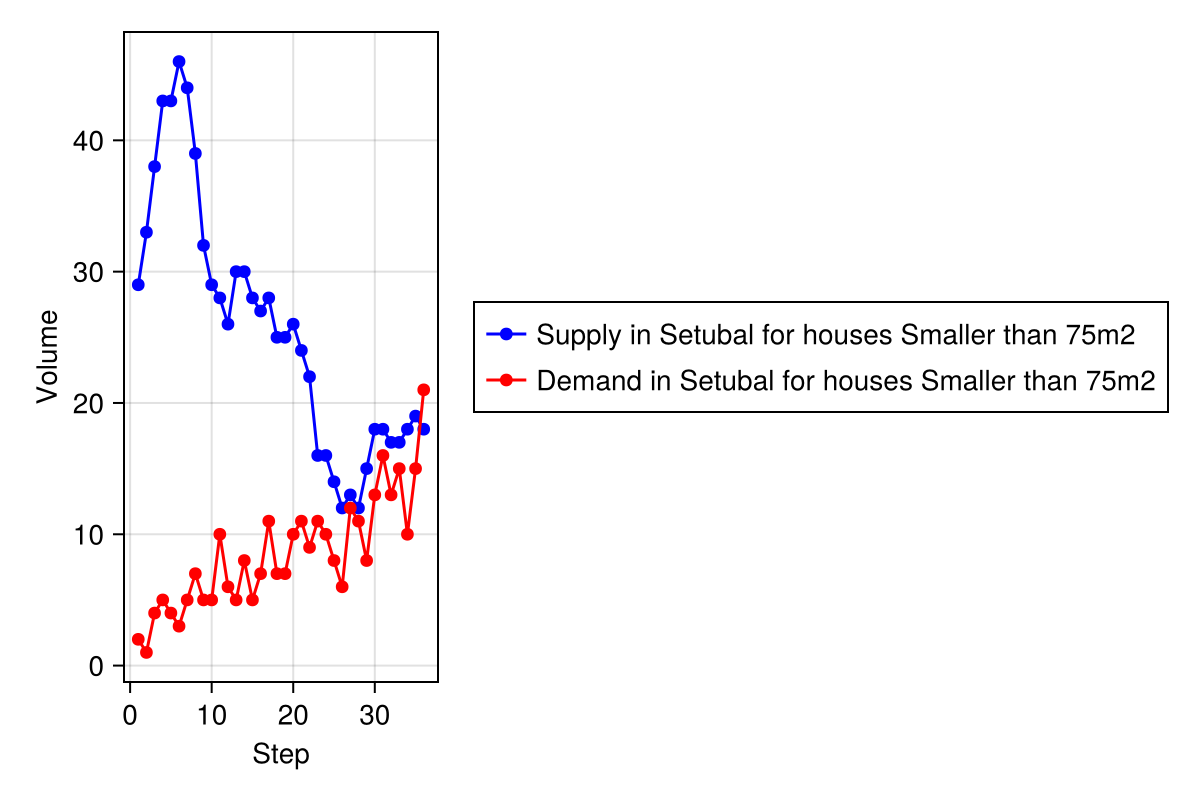 Volume
40
30
20
10
0
0 10 20 30
Step
Supply in Setubal for houses Smaller than 75m2
Demand in Setubal for houses Smaller than 75m2